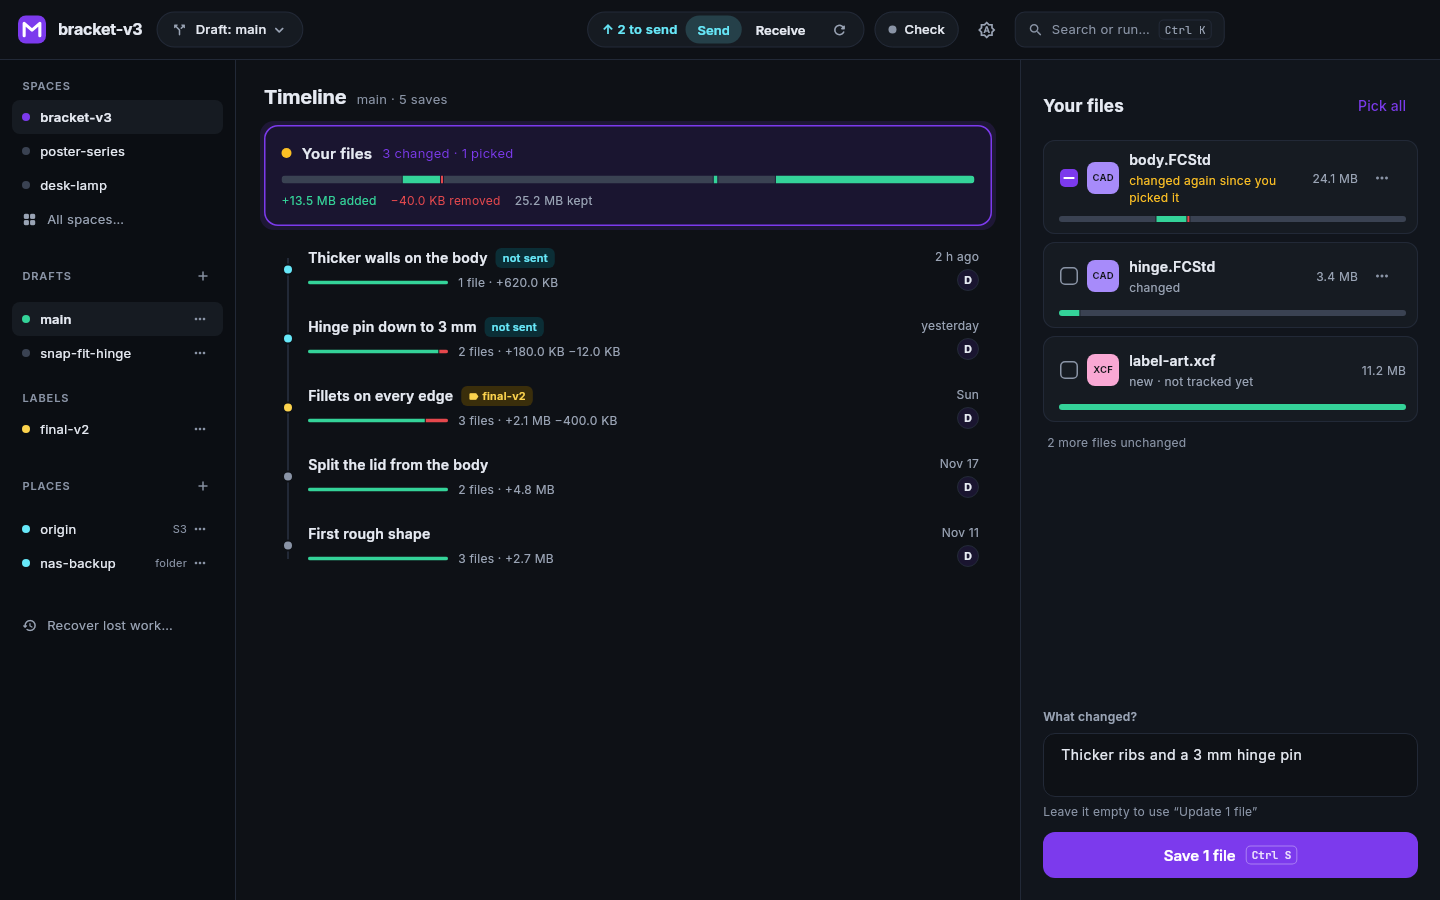 bracket-v3
Draft: main
↑ 2 to send
Send
Receive
Check
A
Search or run...
Ctrl K
SPACES
bracket-v3
poster-series
desk-lamp
All spaces...
DRAFTS
main
snap-fit-hinge
LABELS
final-v2
PLACES
origin
S3
nas-backup
folder
Recover lost work...
Timeline
main · 5 saves
Your files
3 changed · 1 picked
+13.5 MB added
−40.0 KB removed
25.2 MB kept
Thicker walls on the body
not sent
2 h ago
1 file · +620.0 KB
D
Hinge pin down to 3 mm
not sent
yesterday
2 files · +180.0 KB −12.0 KB
D
Fillets on every edge
final-v2
Sun
3 files · +2.1 MB −400.0 KB
D
Split the lid from the body
Nov 17
2 files · +4.8 MB
D
First rough shape
Nov 11
3 files · +2.7 MB
D
Your files
Pick all
CAD
body.FCStd
changed again since you
picked it
24.1 MB
CAD
hinge.FCStd
changed
3.4 MB
XCF
label-art.xcf
new · not tracked yet
11.2 MB
2 more files unchanged
What changed?
Thicker ribs and a 3 mm hinge pin
Leave it empty to use “Update 1 file”
Save 1 file
Ctrl S